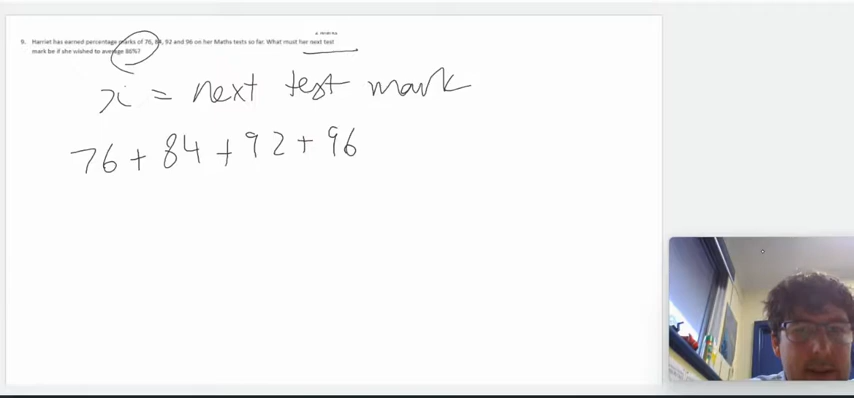 9. Harriet has earned percentage marks of 76, 84, 92 and 96 on her Maths tests so far. What must her next test
mark be if she wished to average 86%?
x = next test mark
76 + 84 + 92 + 96